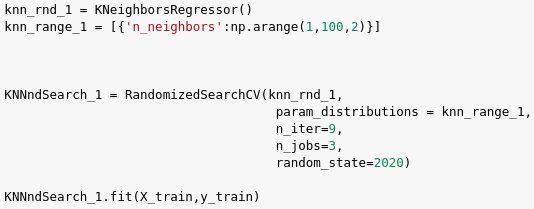 knn_rnd_1 = KNeighborsRegressor()
knn_range_1 = [{'n_neighbors':np.arange(1,100,2)}]
KNNndSearch_1 = RandomizedSearchCV(knn_rnd_1,
param_distributions = knn_range_1,
n_iter=9,
n_jobs=3,
random_state=2020)
KNNndSearch_1.fit(X_train,y_train)